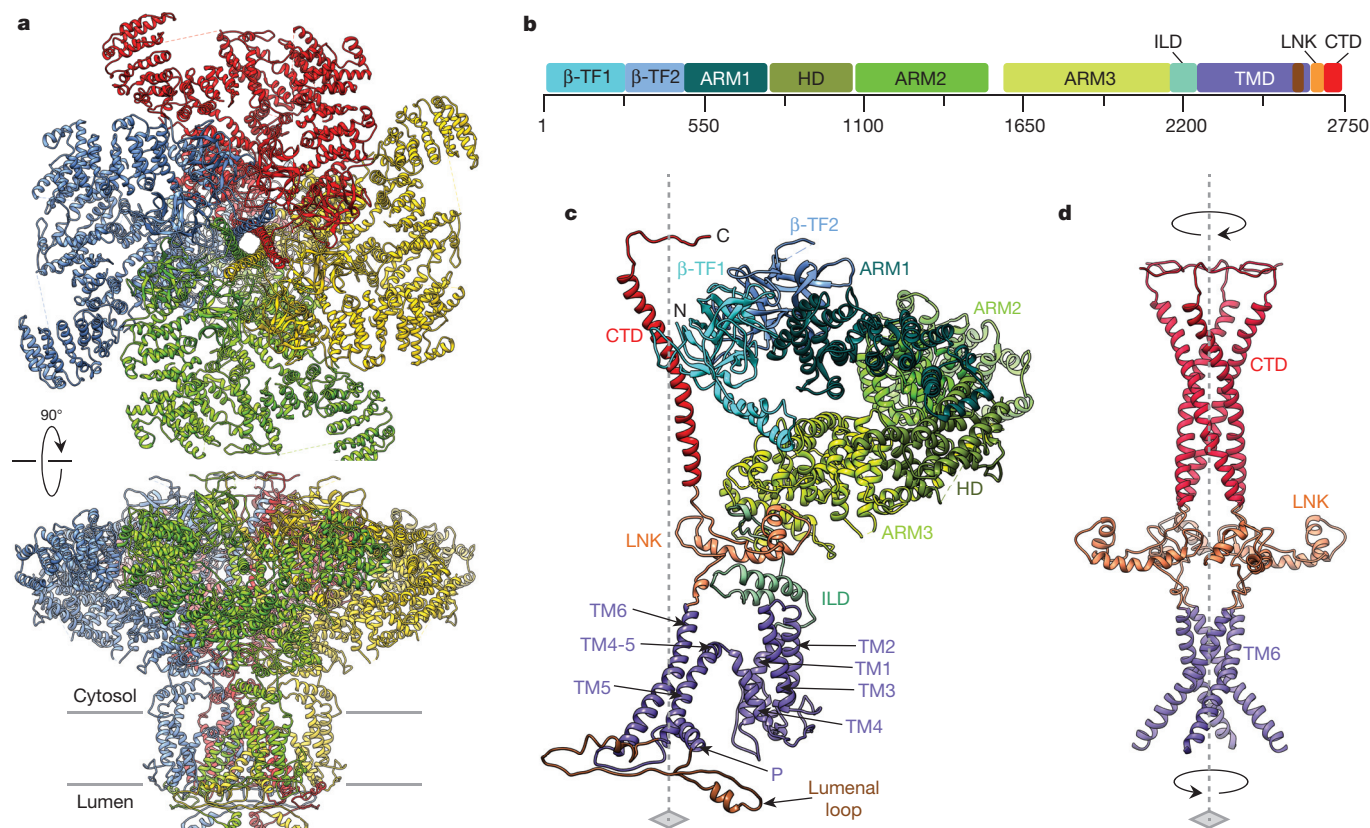 a
90°
Cytosol
Lumen
b
ILD
LNK
CTD
β-TF1
β-TF2
ARM1
HD
ARM2
ARM3
TMD
1
550
1100
1650
2200
2750
c
C
β-TF2
β-TF1
ARM1
N
ARM2
CTD
HD
ARM3
LNK
ILD
TM6
TM4-5
TM2
TM1
TM5
TM3
TM4
P
Lumenal
loop
d
CTD
LNK
TM6